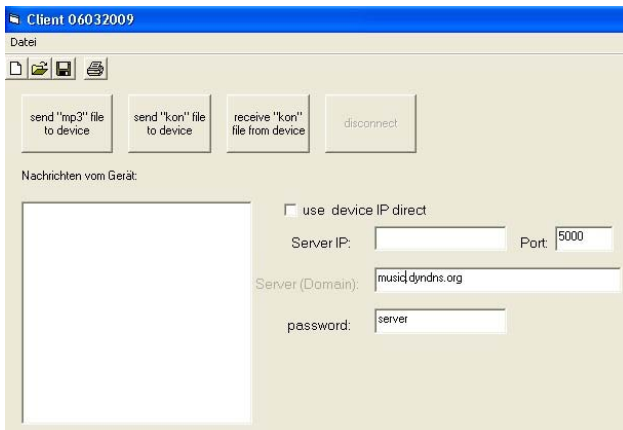 Client 06032009
Datei
send "mp3" file
to device
send "kon" file
to device
receive "kon"
file from device
disconnect
Nachrichten vom Gerät:
use device IP direct
Server IP:
Port: 5000
Server (Domain): music.dyndns.org
password: server